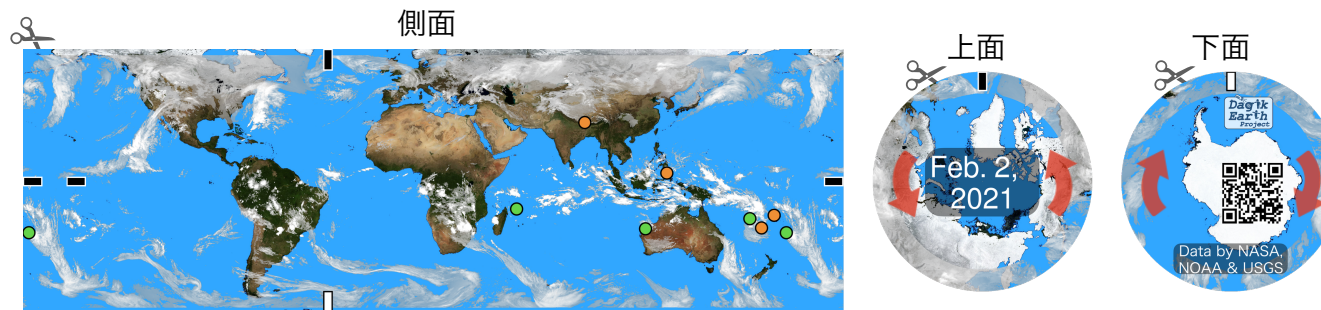 側面
上面
Feb. 2,
2021
下面
Dagik
Earth
Project
Data by NASA,
NOAA & USGS